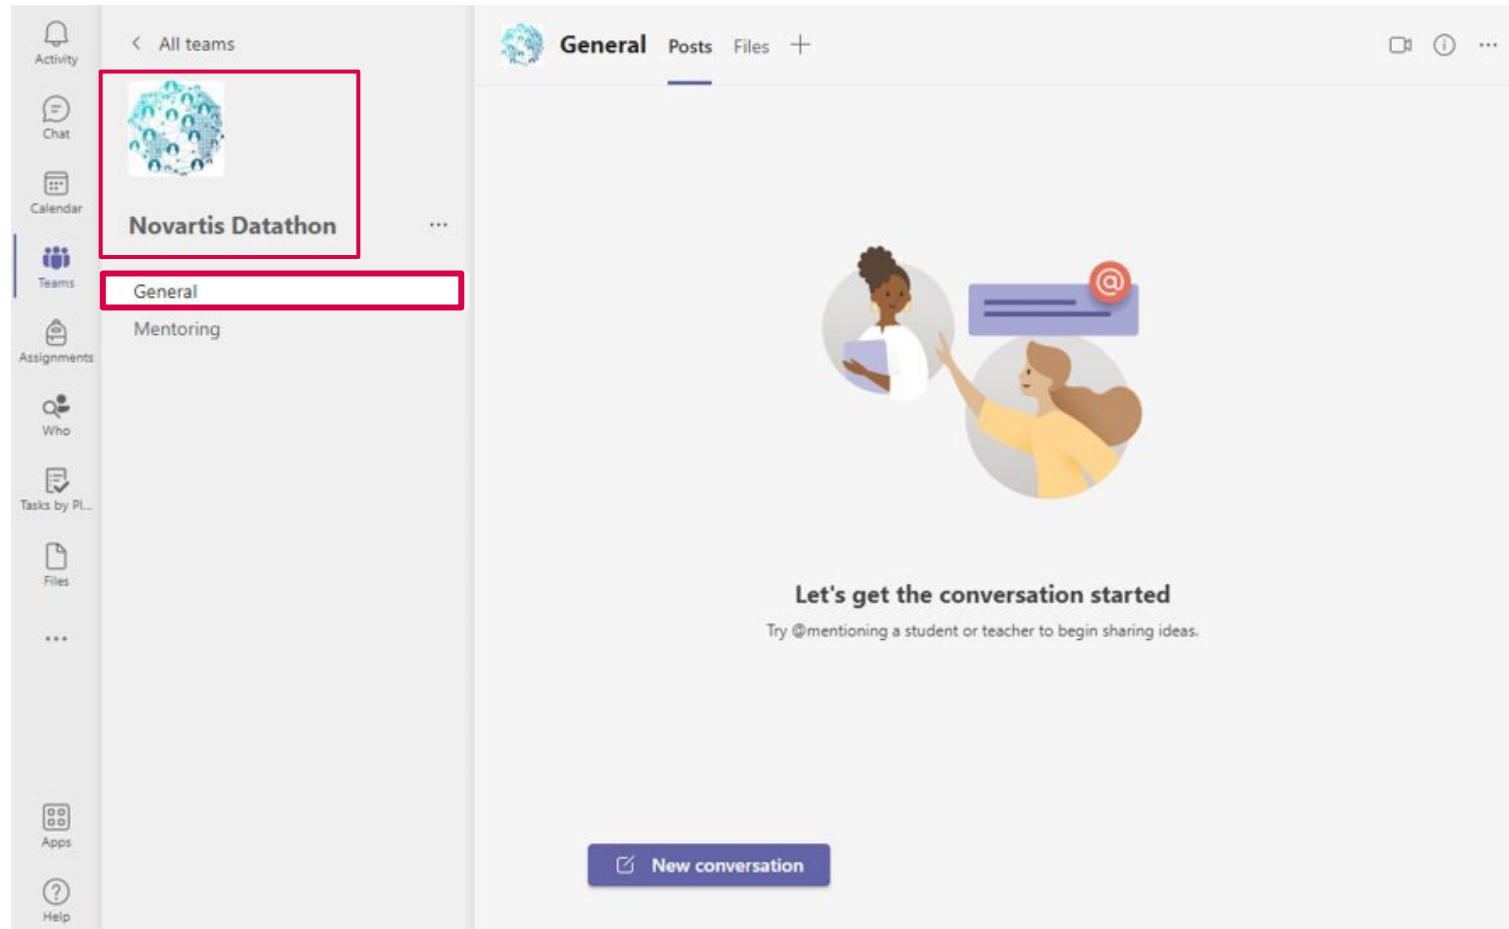 Activity
Chat
Calendar
Teams
Assignments
Who
Tasks by Pl...
Files
Apps
Help
All teams
Novartis Datathon
General
Mentoring
General Posts Files
@
Let's get the conversation started
Try @mentioning a student or teacher to begin sharing ideas.
New conversation